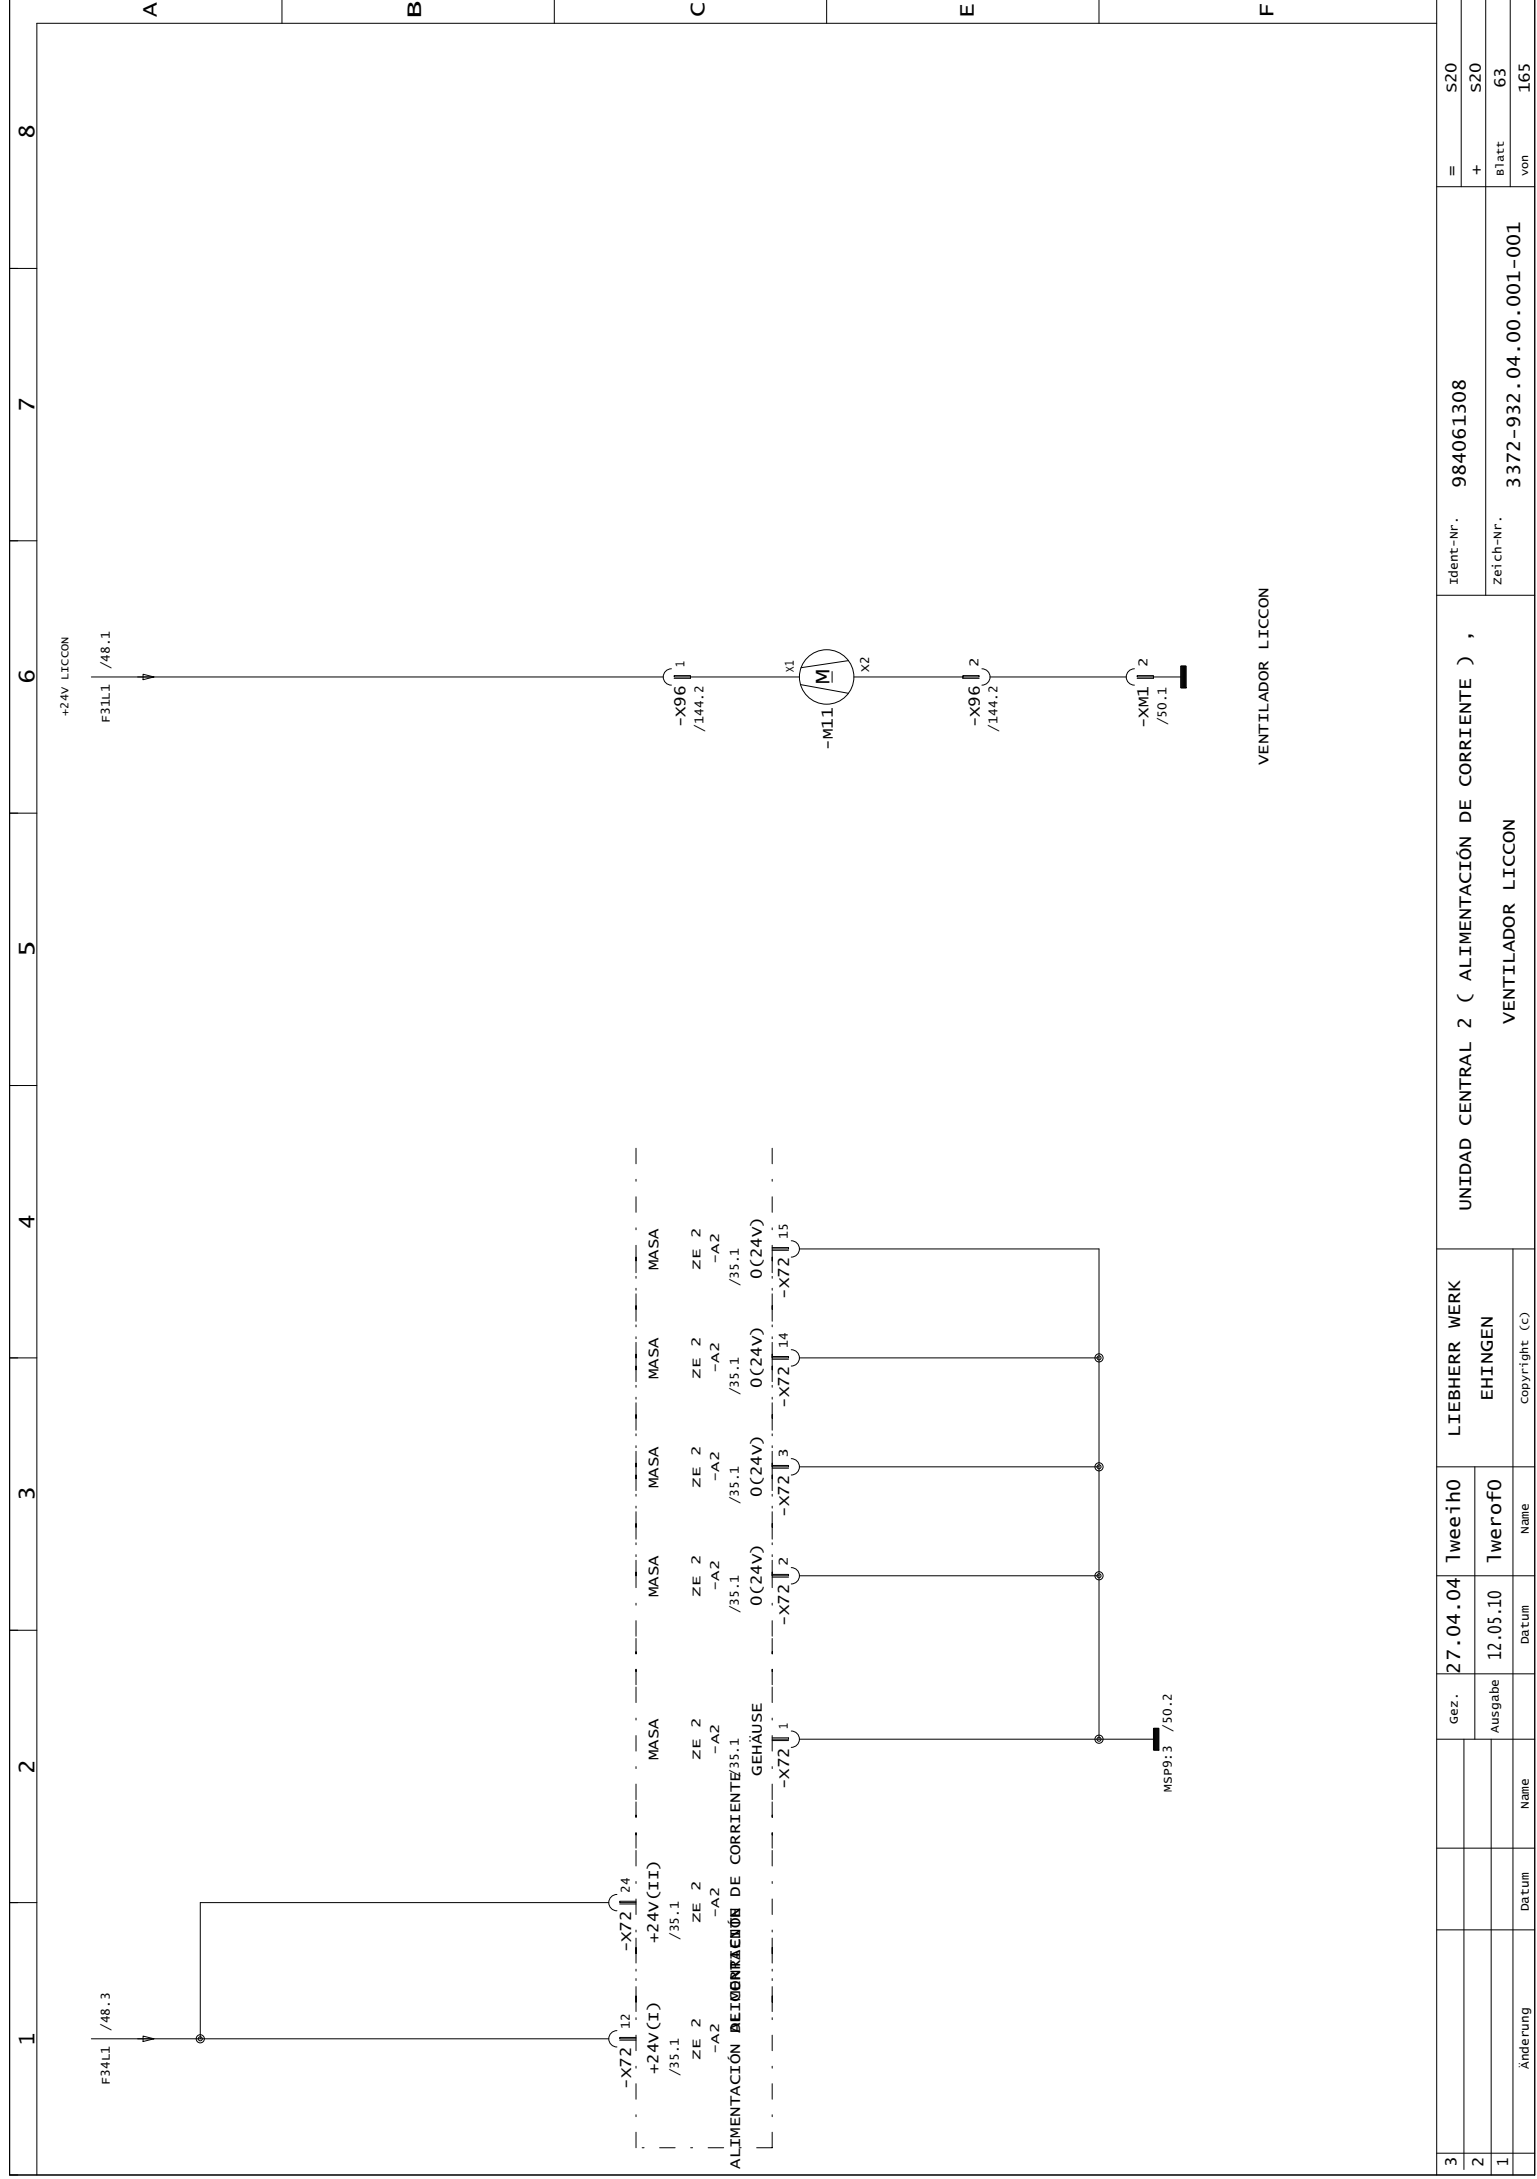 1 2 3 4 5 6 7 8
A
B
C
E
F
F34L1 /48.3
+24V LICCON
F31L1 /48.1
-X72 12
+24V(I)
/35.1
ZE 2
-A2
ALIMENTACIÓN DE CORRIENTE
-X72 24
+24V(II)
/35.1
ZE 2
-A2
ALIMENTACIÓN DE CORRIENTE
MASA
ZE 2
-A2
/35.1
GEHÄUSE
-X72 1
MASA
ZE 2
-A2
/35.1
0(24V)
-X72 2
MASA
ZE 2
-A2
/35.1
0(24V)
-X72 3
MASA
ZE 2
-A2
/35.1
0(24V)
-X72 14
MASA
ZE 2
-A2
/35.1
0(24V)
-X72 15
MSP9:3 /50.2
-X96 1
/144.2
X1
-M11
M
X2
-X96 2
/144.2
-XM1 2
/50.1
VENTILADOR LICCON
3
2
1
Änderung
Datum
Name
Gez. 27.04.04 lweeih0
Ausgabe 12.05.10 lwerof0
Datum Name
LIEBHERR WERK
EHINGEN
Copyright (c)
UNIDAD CENTRAL 2 ( ALIMENTACIÓN DE CORRIENTE ) ,
VENTILADOR LICCON
Ident-Nr. 984061308
Zeich-Nr.
3372-932.04.00.001-001
= S20
+ S20
Blatt 63
von 165